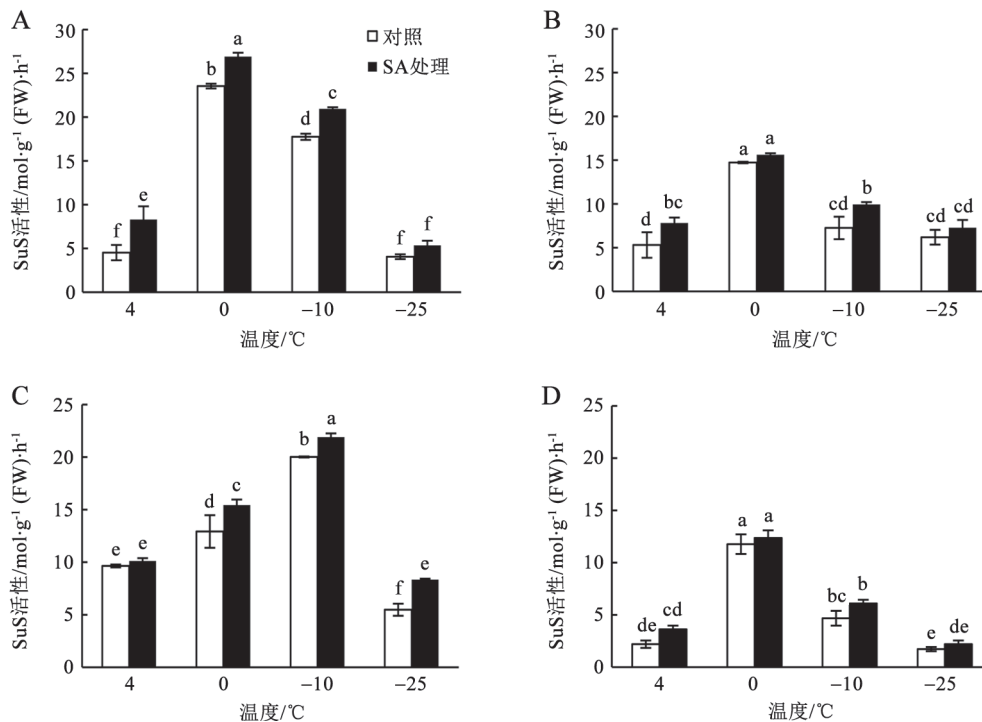 A
SuS活性/mol·g⁻¹ (FW)·h⁻¹
30
25
20
15
10
5
0
对照
SA处理
f e b a d c f f
4 0 −10 −25
温度/℃
B
SuS活性/mol·g⁻¹ (FW)·h⁻¹
30
25
20
15
10
5
0
d bc a a cd b cd cd
4 0 −10 −25
温度/℃
C
SuS活性/mol·g⁻¹ (FW)·h⁻¹
25
20
15
10
5
0
e e d c b a f e
4 0 −10 −25
温度/℃
D
SuS活性/mol·g⁻¹ (FW)·h⁻¹
25
20
15
10
5
0
de cd a a bc b e de
4 0 −10 −25
温度/℃